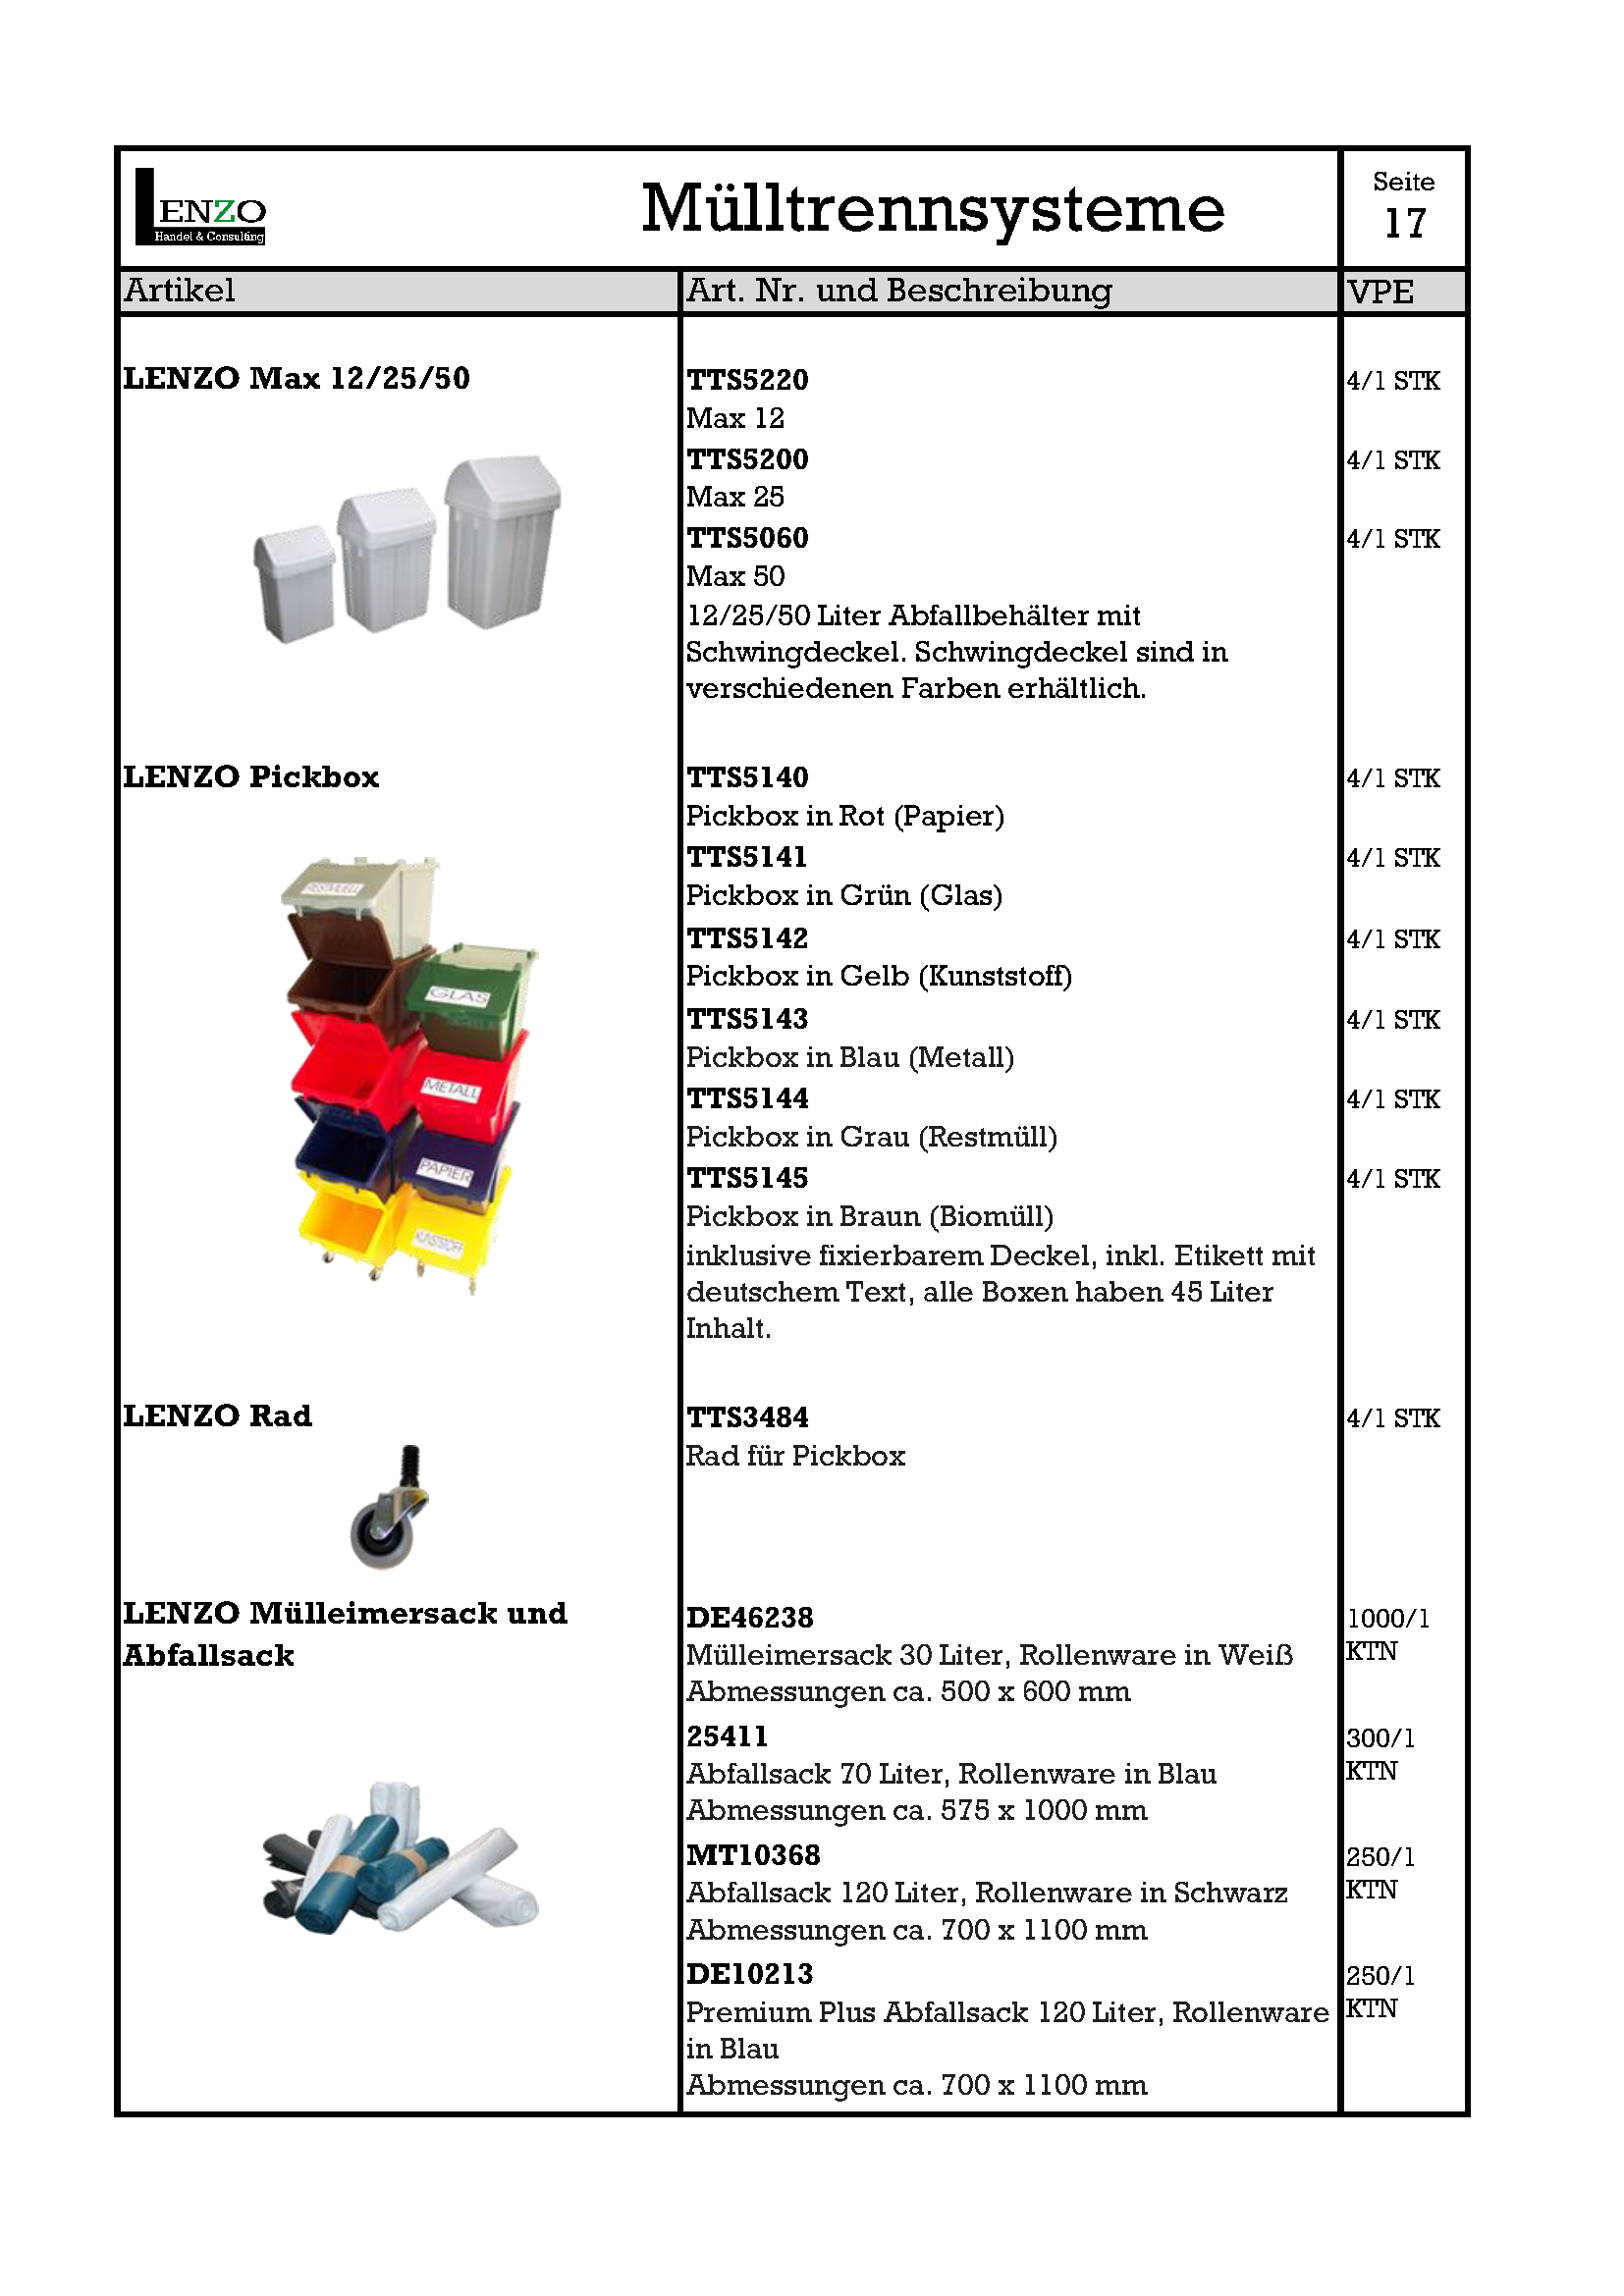 LENZO
Handel & Consulting
Mülltrennsysteme
Seite
17
Artikel
Art. Nr. und Beschreibung
VPE
LENZO Max 12/25/50
TTS5220
4/1 STK
Max 12
TTS5200
4/1 STK
Max 25
TTS5060
4/1 STK
Max 50
12/25/50 Liter Abfallbehälter mit
Schwingdeckel. Schwingdeckel sind in
verschiedenen Farben erhältlich.
LENZO Pickbox
TTS5140
4/1 STK
Pickbox in Rot (Papier)
TTS5141
4/1 STK
Pickbox in Grün (Glas)
TTS5142
4/1 STK
Pickbox in Gelb (Kunststoff)
TTS5143
4/1 STK
Pickbox in Blau (Metall)
TTS5144
4/1 STK
Pickbox in Grau (Restmüll)
TTS5145
4/1 STK
Pickbox in Braun (Biomüll)
inklusive fixierbarem Deckel, inkl. Etikett mit
deutschem Text, alle Boxen haben 45 Liter
Inhalt.
GLAS
METALL
PAPIER
LENZO Rad
TTS3484
4/1 STK
Rad für Pickbox
LENZO Mülleimersack und
Abfallsack
DE46238
1000/1
KTN
Mülleimersack 30 Liter, Rollenware in Weiß
Abmessungen ca. 500 x 600 mm
25411
300/1
KTN
Abfallsack 70 Liter, Rollenware in Blau
Abmessungen ca. 575 x 1000 mm
MT10368
250/1
KTN
Abfallsack 120 Liter, Rollenware in Schwarz
Abmessungen ca. 700 x 1100 mm
DE10213
250/1
KTN
Premium Plus Abfallsack 120 Liter, Rollenware
in Blau
Abmessungen ca. 700 x 1100 mm